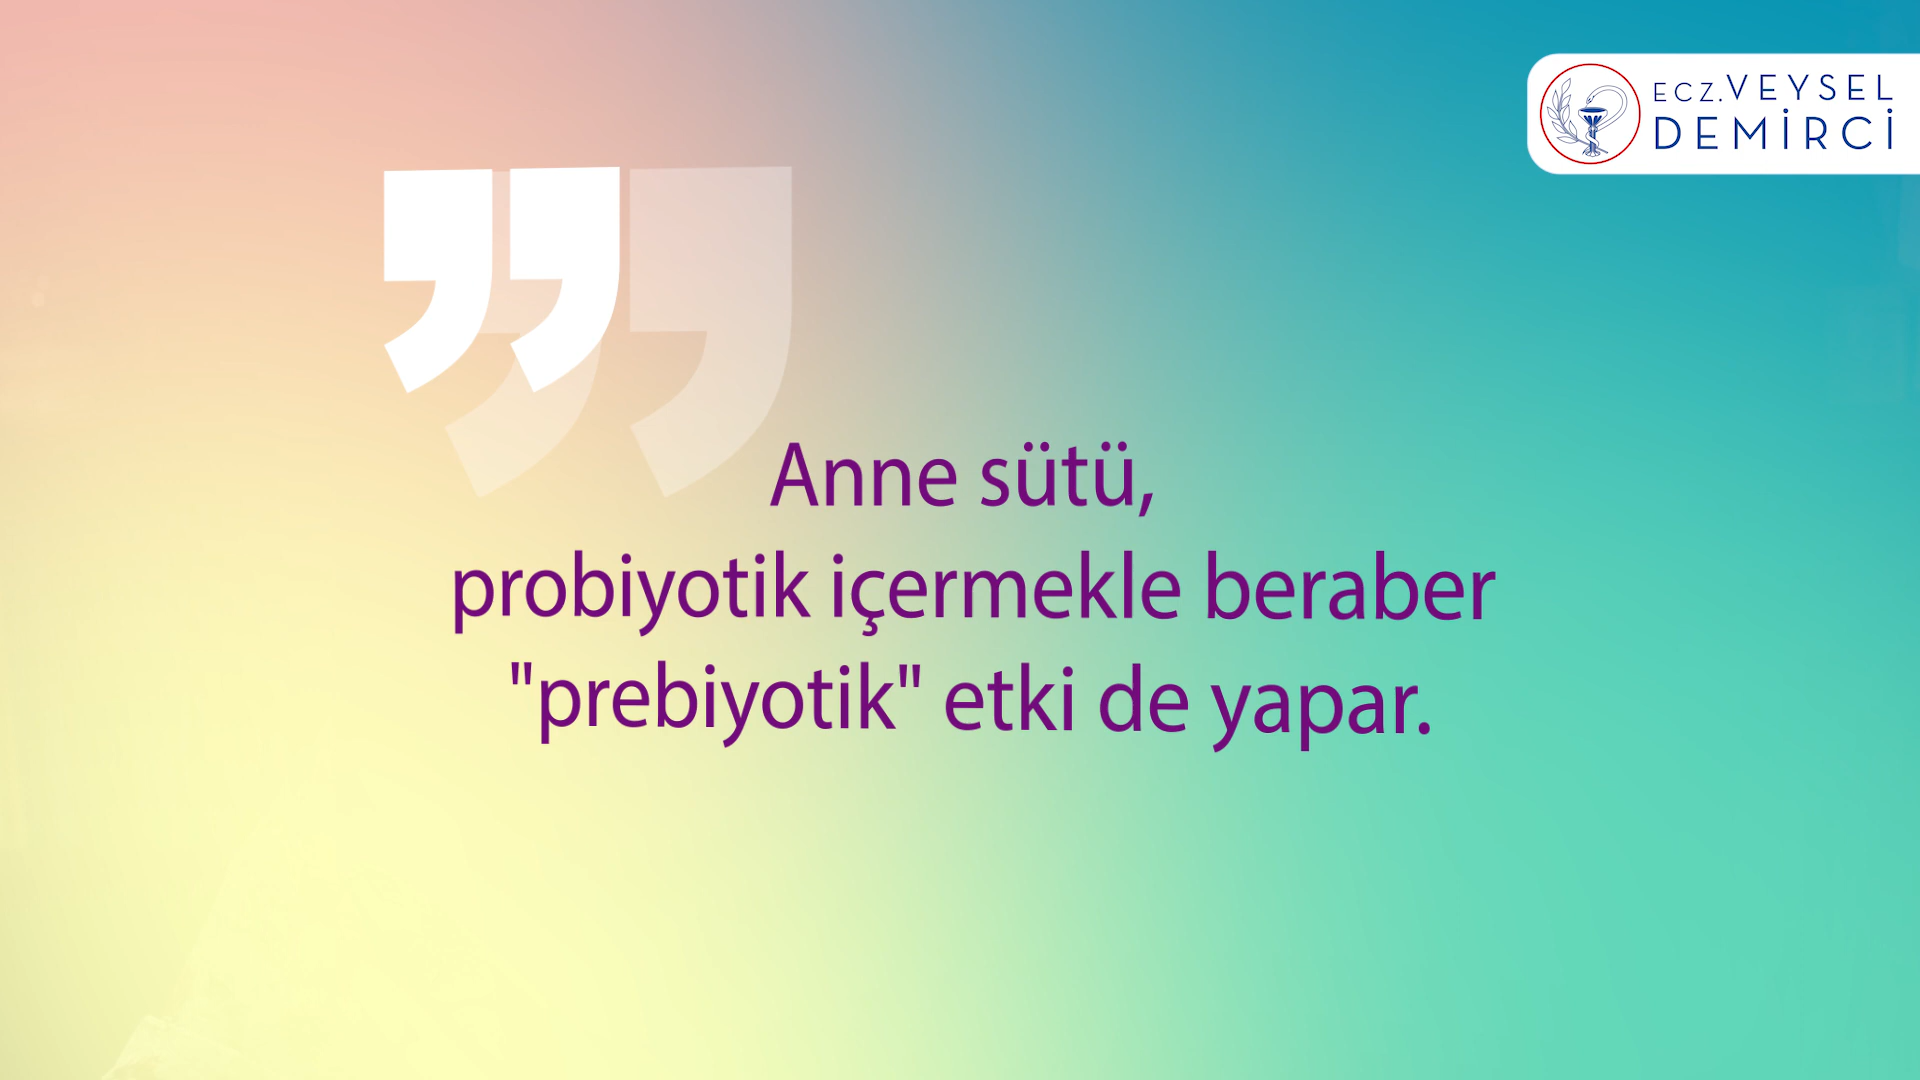 ECZ. VEYSEL
DEMİRCİ
Anne sütü,
probiyotik içermekle beraber
"prebiyotik" etki de yapar.